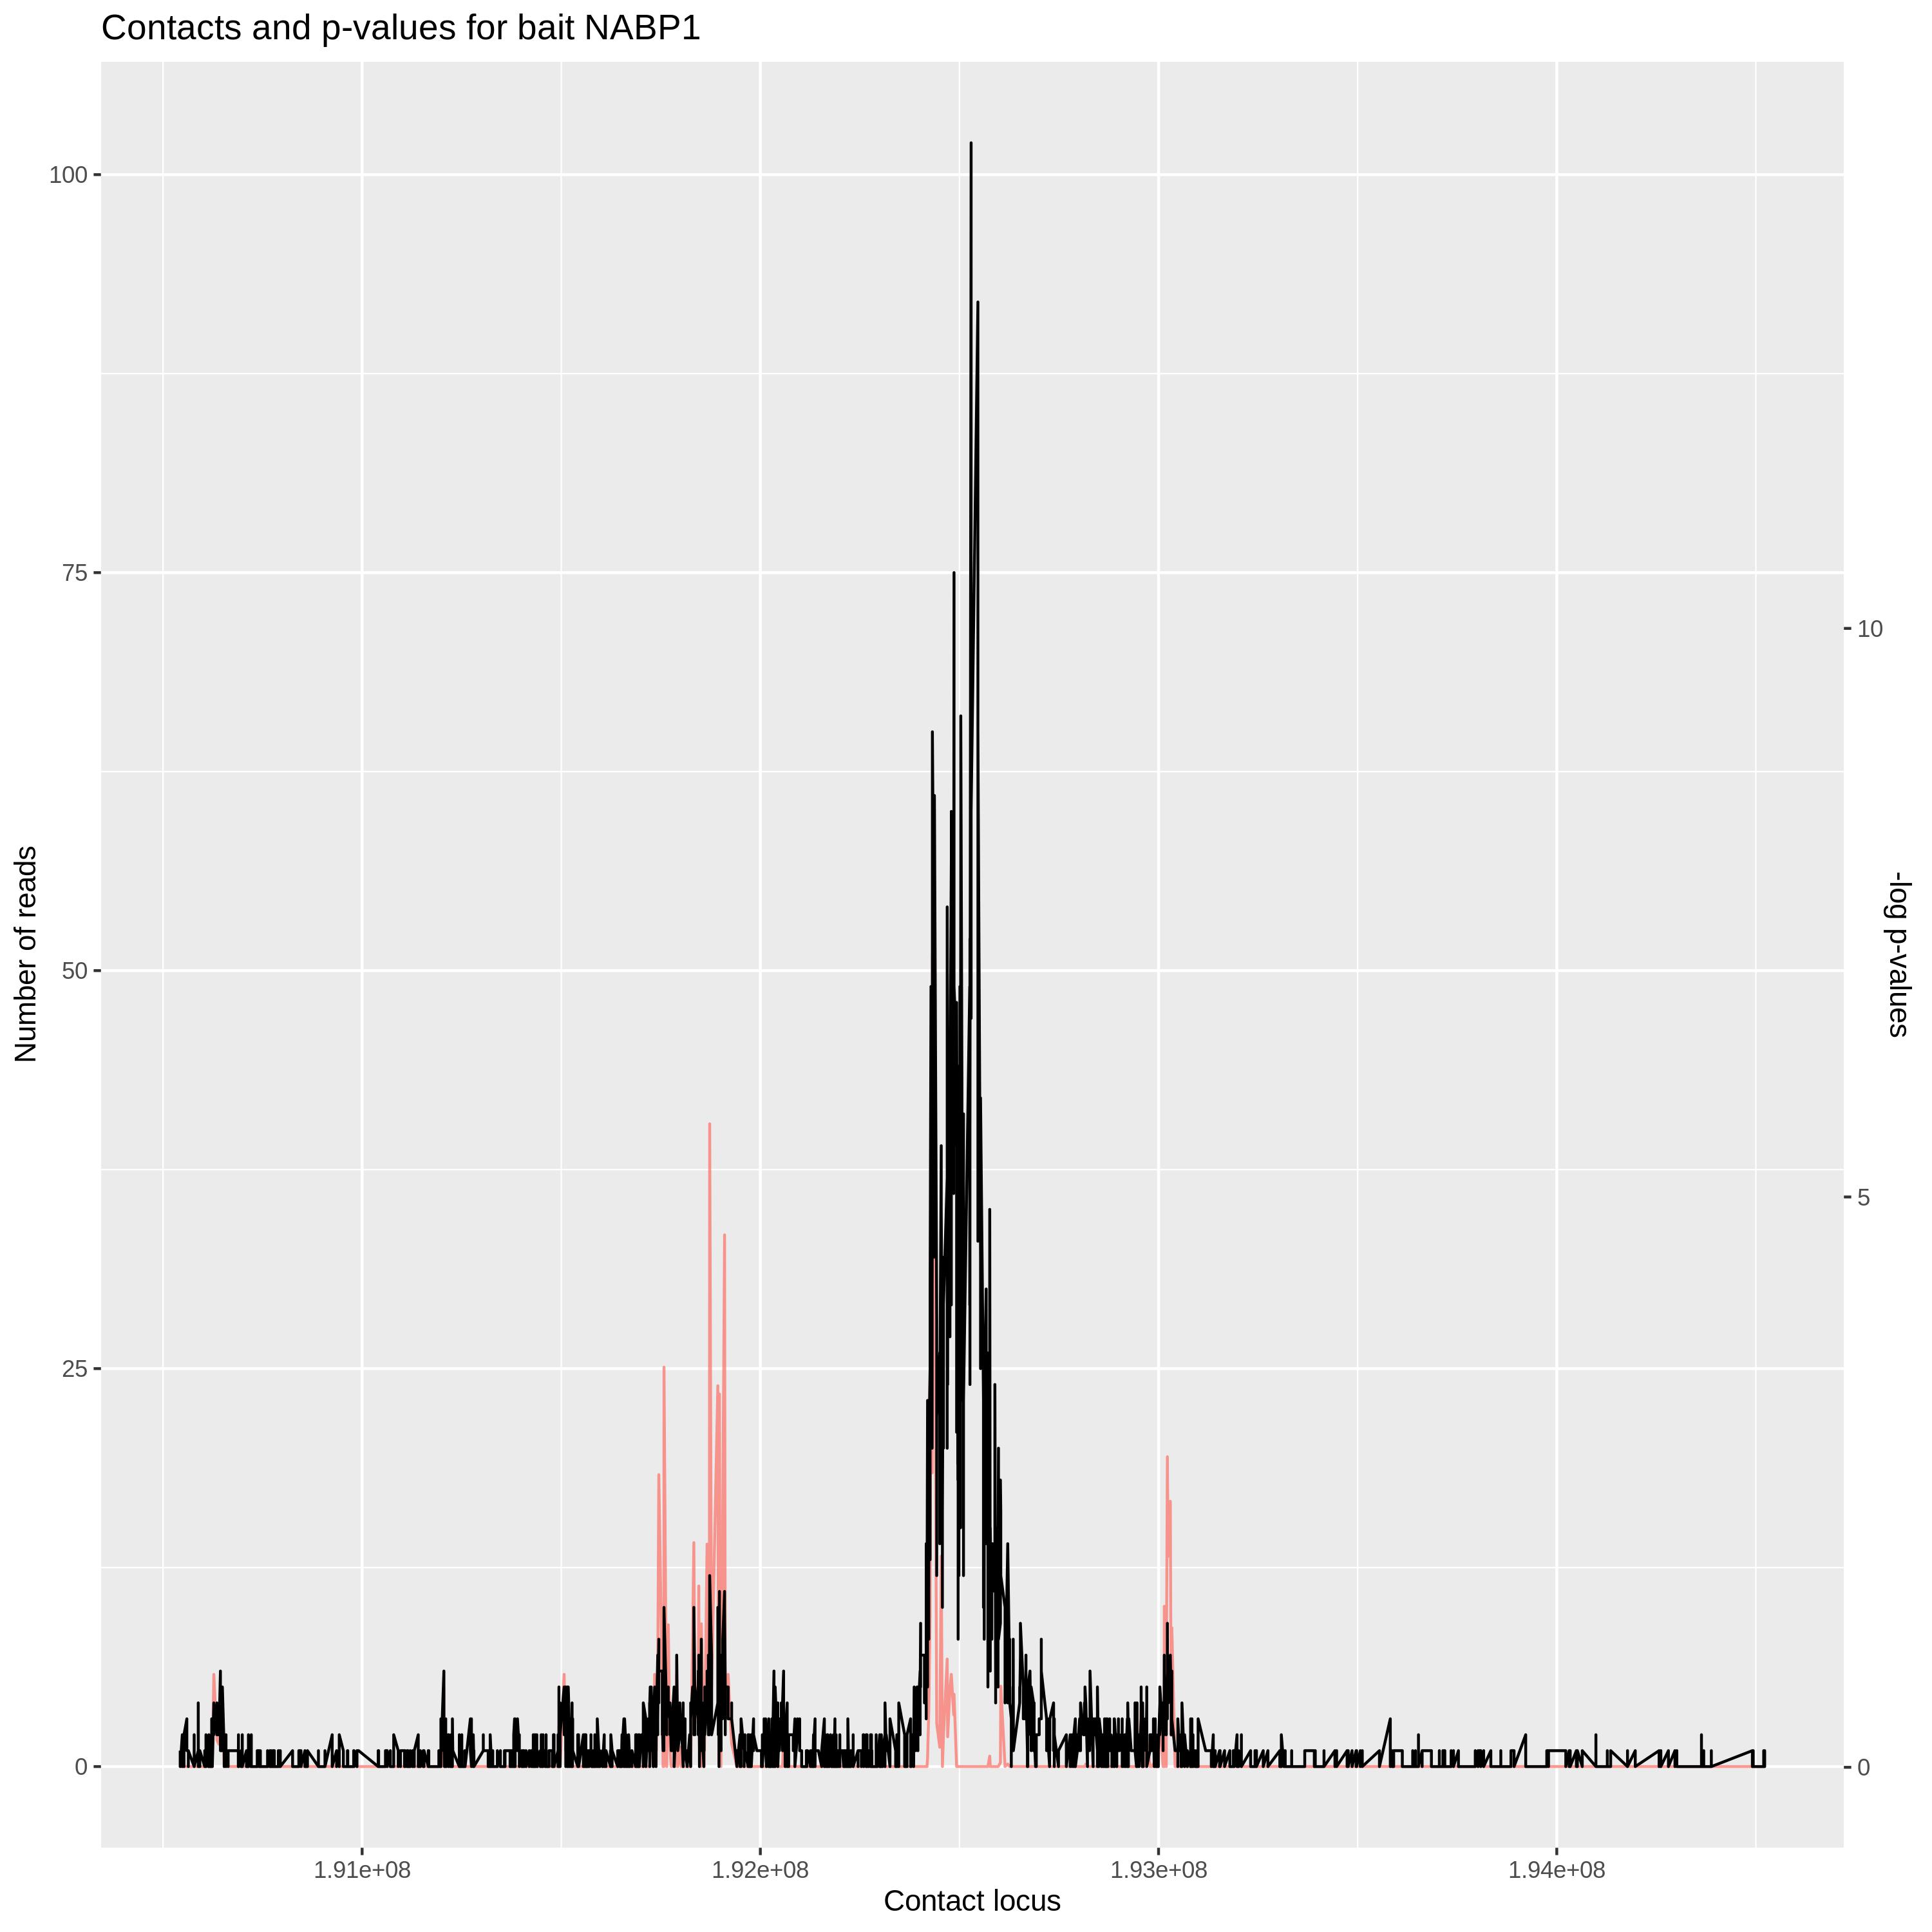 Contacts and p-values for bait NABP1
100
75
50
25
0
Number of reads
10
5
0
-log p-values
1.91e+08
1.92e+08
1.93e+08
1.94e+08
Contact locus